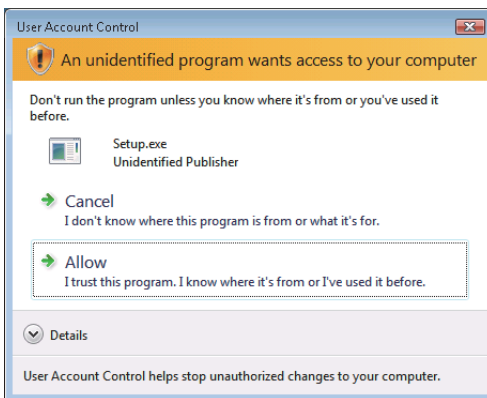 User Account Control
An unidentified program wants access to your computer
Don't run the program unless you know where it's from or you've used it
before.
Setup.exe
Unidentified Publisher
Cancel
I don't know where this program is from or what it's for.
Allow
I trust this program. I know where it's from or I've used it before.
Details
User Account Control helps stop unauthorized changes to your computer.